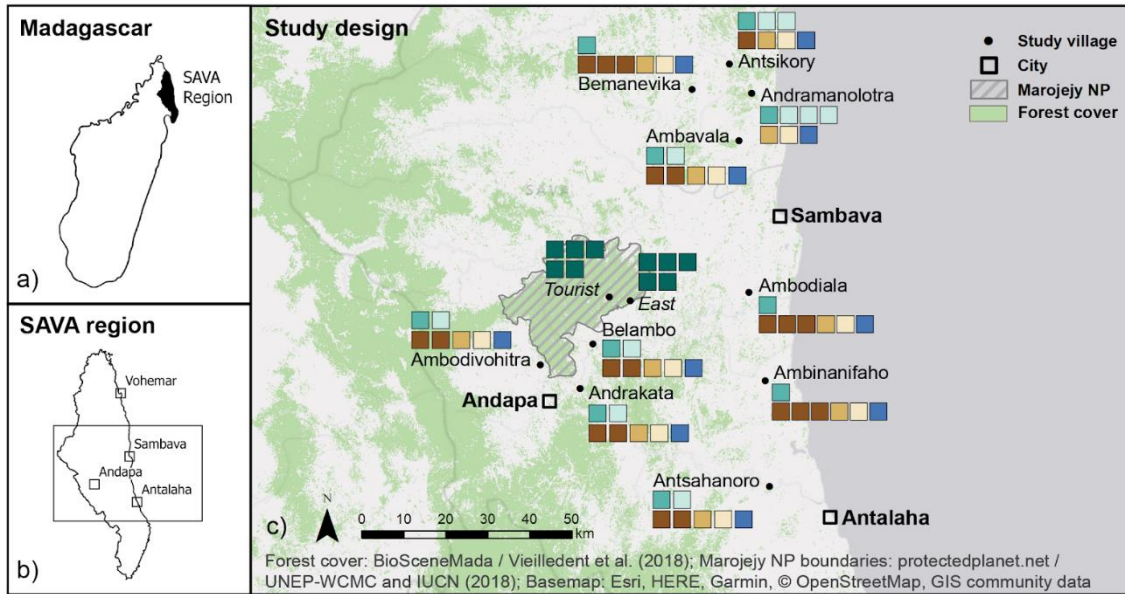 Madagascar
SAVA
Region
a)
SAVA region
Vohemar
Sambava
Andapa
Antalaha
b)
Study design
Study village
City
Marojejy NP
Forest cover
Antsikory
Bemanevika
Andramanolotra
Ambavala
SAVA
Sambava
Tourist
East
Ambodiala
Belambo
Ambodivohitra
Ambinanifaho
Andapa
Andrakata
Antsahanoro
Antalaha
N
c)
0 10 20 30 40 50
km
Forest cover: BioSceneMada / Vieilledent et al. (2018); Marojejy NP boundaries: protectedplanet.net /
UNEP-WCMC and IUCN (2018); Basemap: Esri, HERE, Garmin, © OpenStreetMap, GIS community data